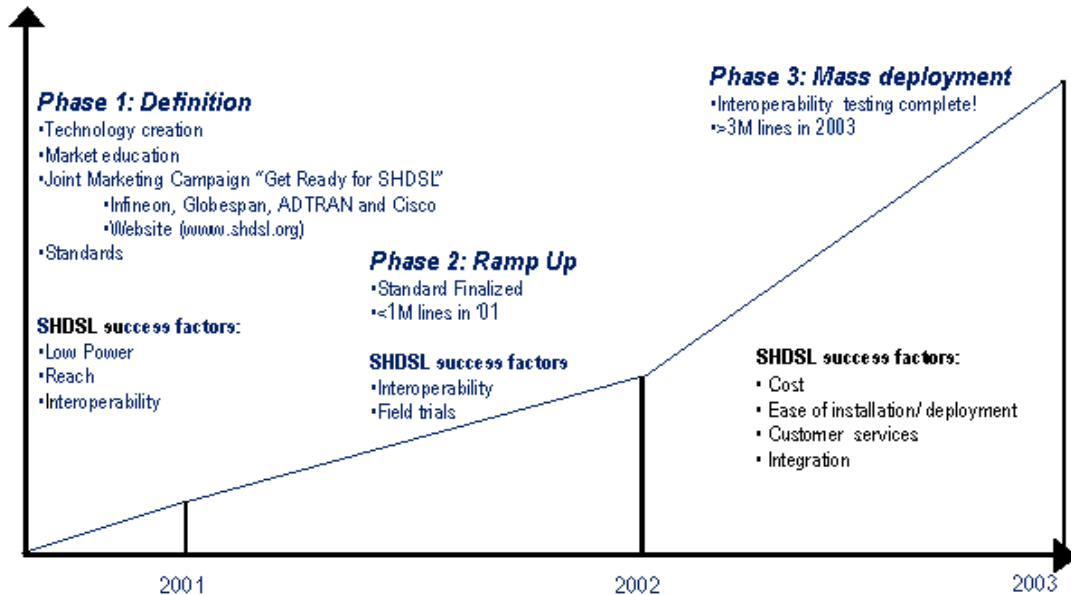 Phase 1: Definition
•Technology creation
•Market education
•Joint Marketing Campaign “Get Ready for SHDSL”
•Infineon, Globespan, ADTRAN and Cisco
•Website (www.shdsl.org)
•Standards
SHDSL success factors:
•Low Power
•Reach
•Interoperability
Phase 2: Ramp Up
•Standard Finalized
•<1M lines in '01
SHDSL success factors
•Interoperability
•Field trials
Phase 3: Mass deployment
•Interoperability testing complete!
•>3M lines in 2003
SHDSL success factors:
• Cost
• Ease of installation/ deployment
• Customer services
• Integration
2001
2002
2003